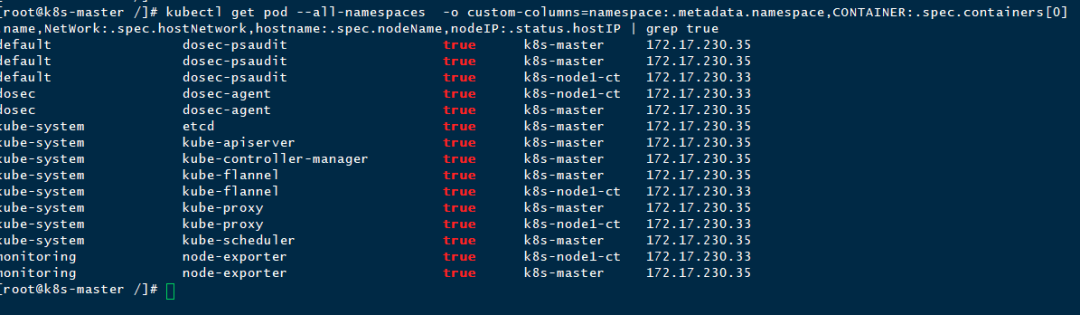 [root@k8s-master /]# kubectl get pod --all-namespaces  -o custom-columns=namespace:.metadata.namespace,CONTAINER:.spec.containers[0]
name,NetWork:.spec.hostNetwork,hostname:.spec.nodeName,nodeIP:.status.hostIP | grep true
default dosec-psaudit true k8s-master 172.17.230.35
default dosec-psaudit true k8s-master 172.17.230.35
default dosec-psaudit true k8s-node1-ct 172.17.230.33
dosec dosec-agent true k8s-node1-ct 172.17.230.33
dosec dosec-agent true k8s-master 172.17.230.35
kube-system etcd true k8s-master 172.17.230.35
kube-system kube-apiserver true k8s-master 172.17.230.35
kube-system kube-controller-manager true k8s-master 172.17.230.35
kube-system kube-flannel true k8s-master 172.17.230.35
kube-system kube-flannel true k8s-node1-ct 172.17.230.33
kube-system kube-proxy true k8s-master 172.17.230.35
kube-system kube-proxy true k8s-node1-ct 172.17.230.33
kube-system kube-scheduler true k8s-master 172.17.230.35
monitoring node-exporter true k8s-node1-ct 172.17.230.33
monitoring node-exporter true k8s-master 172.17.230.35
[root@k8s-master /]#